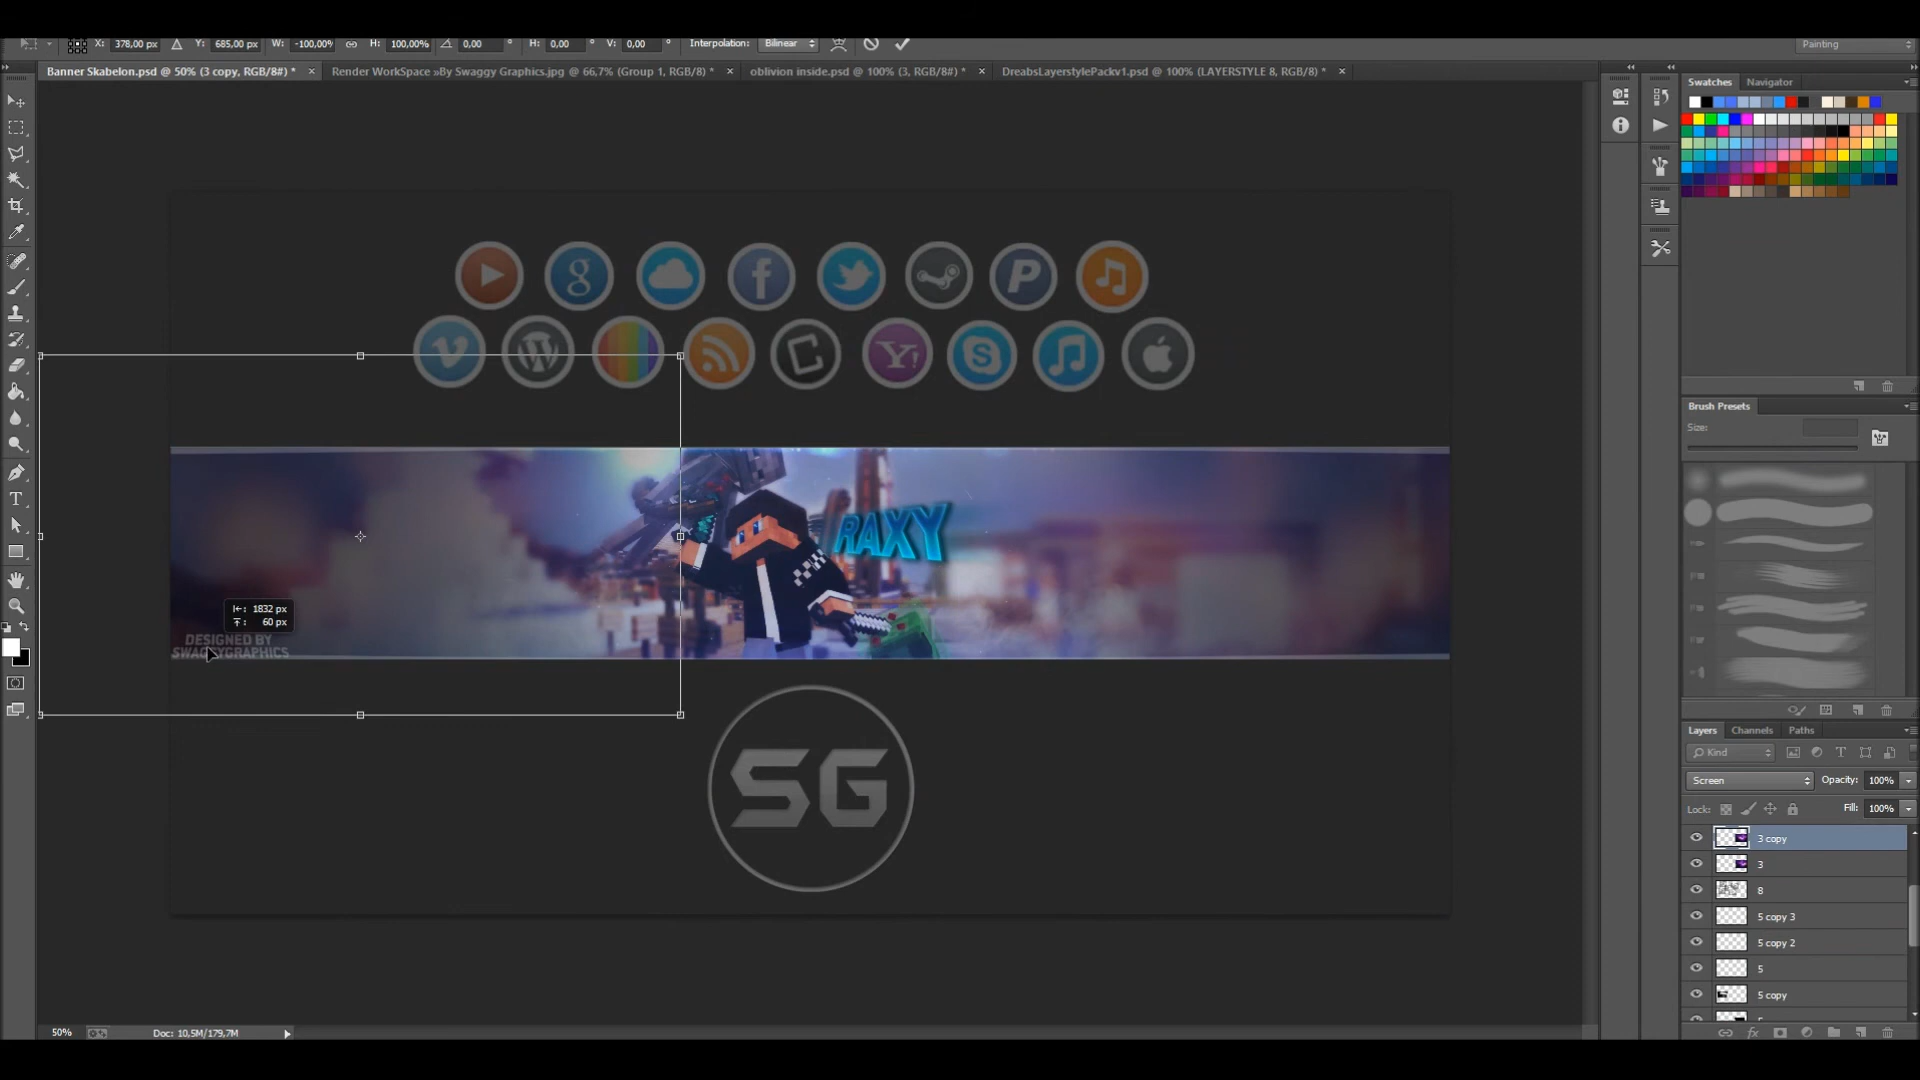 X: 378,00 px Y: 685,00 px W: -100,00% H: 100,00% 0,00 ° H: 0,00 ° V: 0,00 ° Interpolation: Bilinear Painting
Banner Skabelon.psd @ 50% (3 copy, RGB/8#) * × Render WorkSpace »By Swaggy Graphics.jpg @ 66,7% (Group 1, RGB/8) * × oblivion inside.psd @ 100% (3, RGB/8#) * × DreabsLayerstylePackv1.psd @ 100% (LAYERSTYLE 8, RGB/8) * ×
Swatches Navigator
g f P
V W C Y! S
Brush Presets
Size:
RAXY
1832 px
60 px
DESIGNED BY
SWAGGYGRAPHICS
SG
Layers Channels Paths
Kind
Screen Opacity: 100%
Lock: Fill: 100%
3 copy
3
8
5 copy 3
5 copy 2
5
5 copy
50% Doc: 10,5M/179,7M